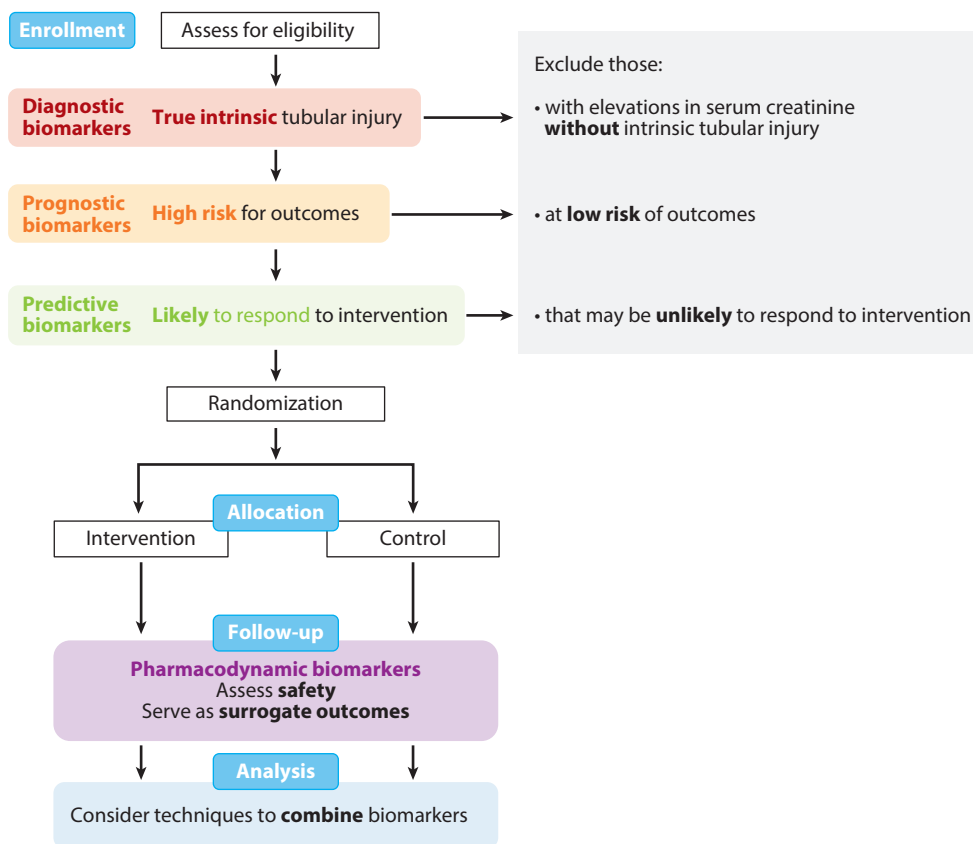 Enrollment
Assess for eligibility
Exclude those:
Diagnostic
biomarkers
True intrinsic tubular injury
• with elevations in serum creatinine
without intrinsic tubular injury
Prognostic
biomarkers
High risk for outcomes
• at low risk of outcomes
Predictive
biomarkers
Likely to respond to intervention
• that may be unlikely to respond to intervention
Randomization
Allocation
Intervention
Control
Follow-up
Pharmacodynamic biomarkers
Assess safety
Serve as surrogate outcomes
Analysis
Consider techniques to combine biomarkers